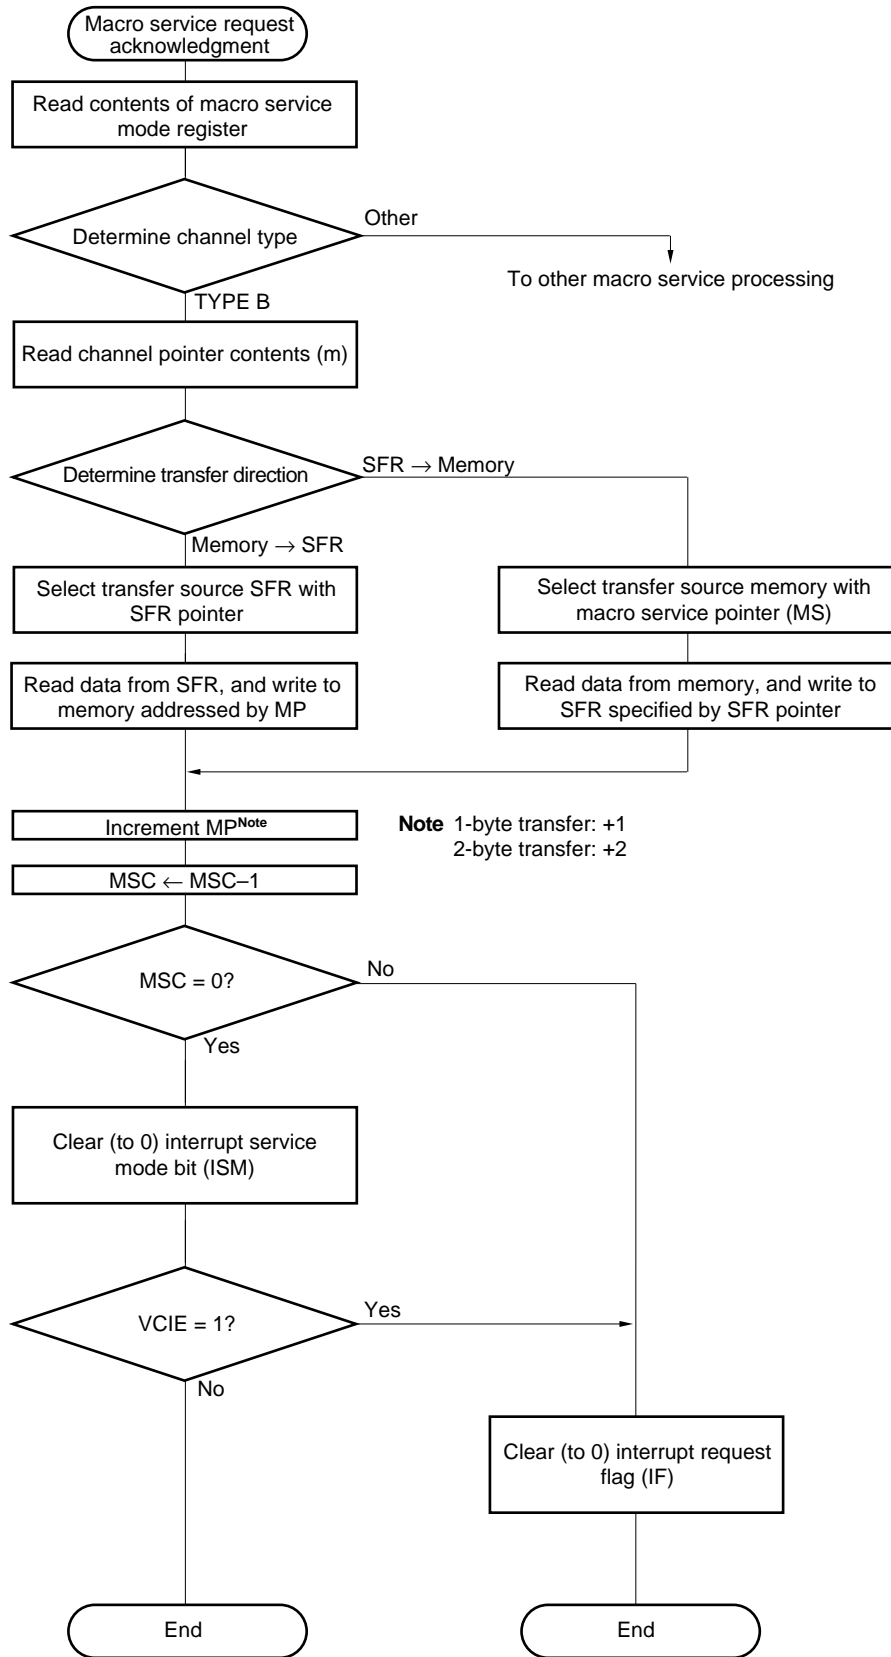 Macro service request
acknowledgment
Read contents of macro service
mode register
Determine channel type
Other
To other macro service processing
TYPE B
Read channel pointer contents (m)
Determine transfer direction
SFR → Memory
Memory → SFR
Select transfer source SFR with
SFR pointer
Select transfer source memory with
macro service pointer (MS)
Read data from SFR, and write to
memory addressed by MP
Read data from memory, and write to
SFR specified by SFR pointer
Increment MPNote
Note 1-byte transfer: +1
2-byte transfer: +2
MSC ← MSC–1
MSC = 0?
No
Yes
Clear (to 0) interrupt service
mode bit (ISM)
VCIE = 1?
Yes
No
Clear (to 0) interrupt request
flag (IF)
End
End